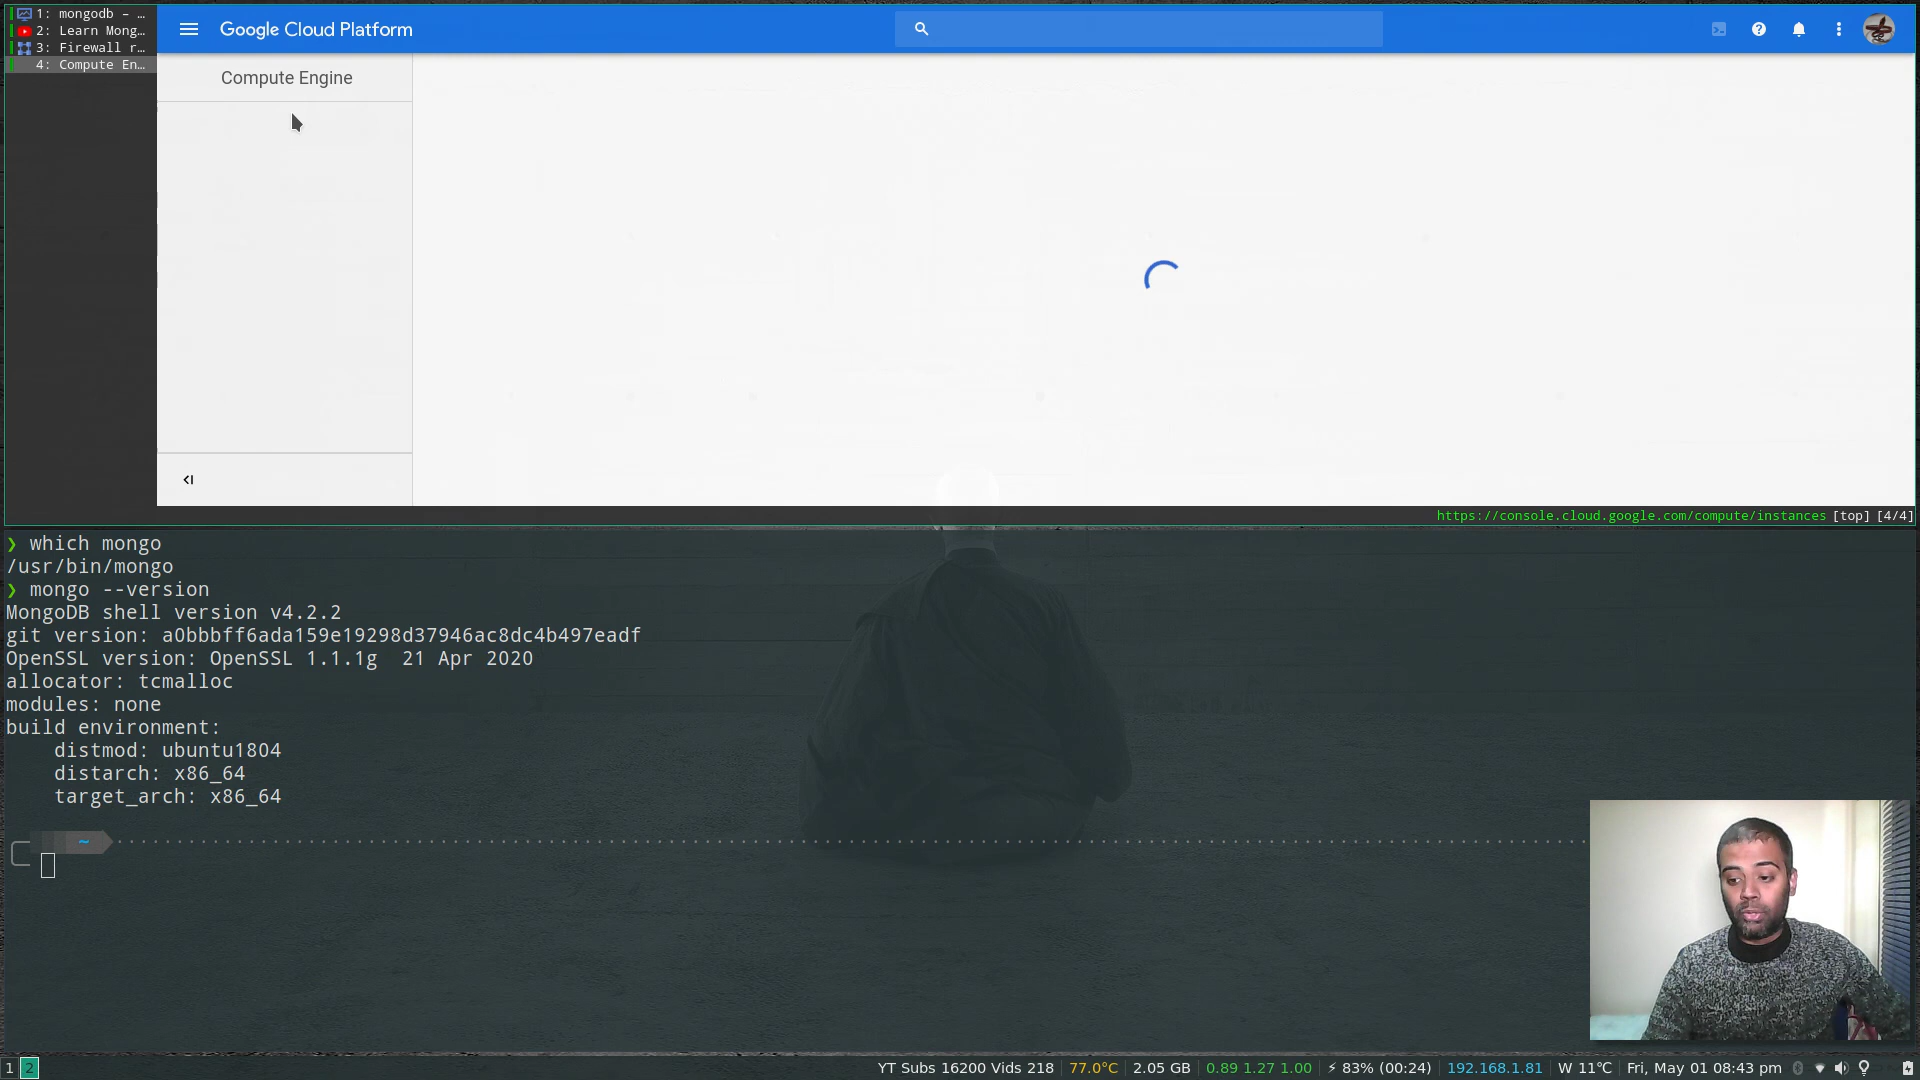 1: mongodb – …
2: Learn Mong…
3: Firewall r…
4: Compute En…
Google Cloud Platform
Compute Engine
https://console.cloud.google.com/compute/instances [top] [4/4]
❯ which mongo
/usr/bin/mongo
❯ mongo --version
MongoDB shell version v4.2.2
git version: a0bbbff6ada159e19298d37946ac8dc4b497eadf
OpenSSL version: OpenSSL 1.1.1g  21 Apr 2020
allocator: tcmalloc
modules: none
build environment:
    distmod: ubuntu1804
    distarch: x86_64
    target_arch: x86_64
~
1 2 YT Subs 16200 Vids 218 | 77.0°C | 2.05 GB | 0.89 1.27 1.00 | ⚡ 83% (00:24) | 192.168.1.81 | W 11℃ | Fri, May 01 08:43 pm